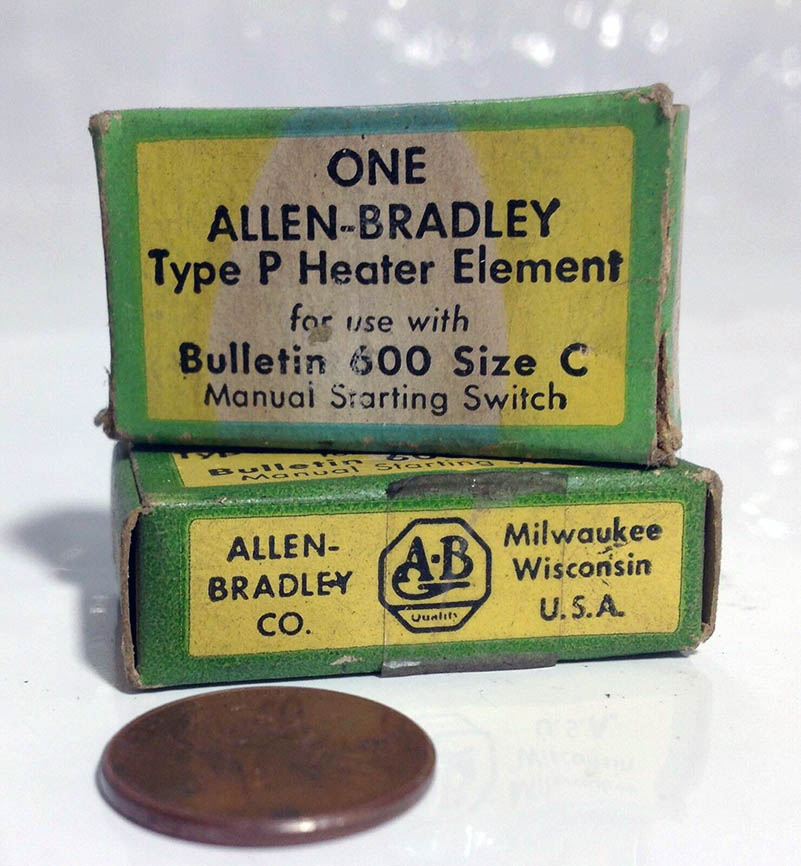 ONE
ALLEN-BRADLEY
Type P Heater Element
for use with
Bulletin 600 Size C
Manual Starting Switch
Bulletin 60
Manual Starting S
ALLEN-
BRADLEY
CO.
A-B
Quality
Milwaukee
Wisconsin
U.S.A.